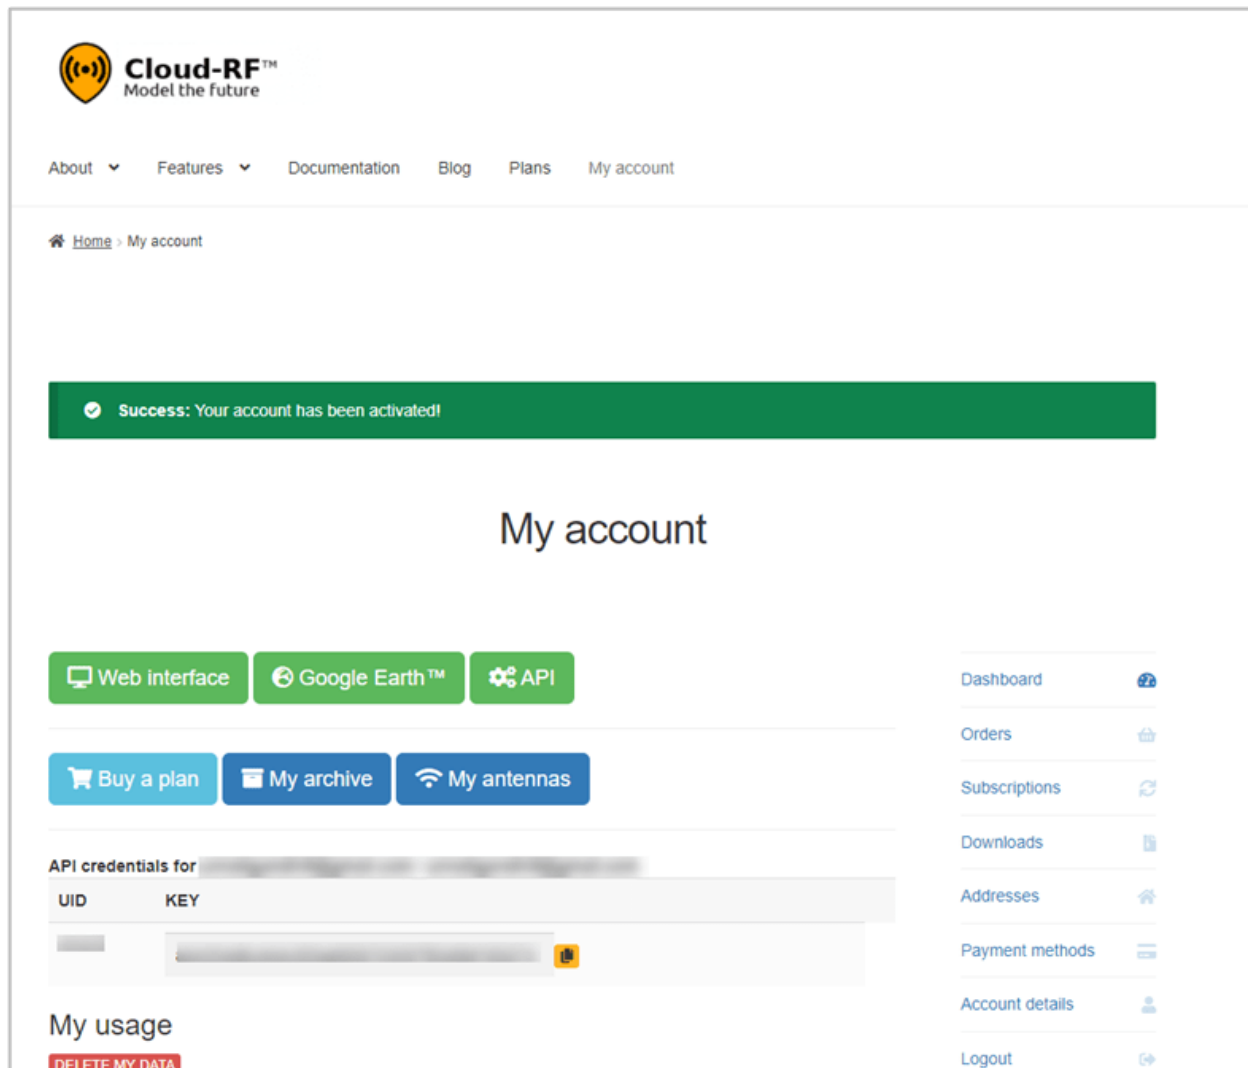 Cloud-RF™
Model the future
About Features Documentation Blog Plans My account
Home › My account
Success: Your account has been activated!
My account
Web interface Google Earth™ API
Buy a plan My archive My antennas
API credentials for
UID KEY
My usage
DELETE MY DATA
Dashboard
Orders
Subscriptions
Downloads
Addresses
Payment methods
Account details
Logout